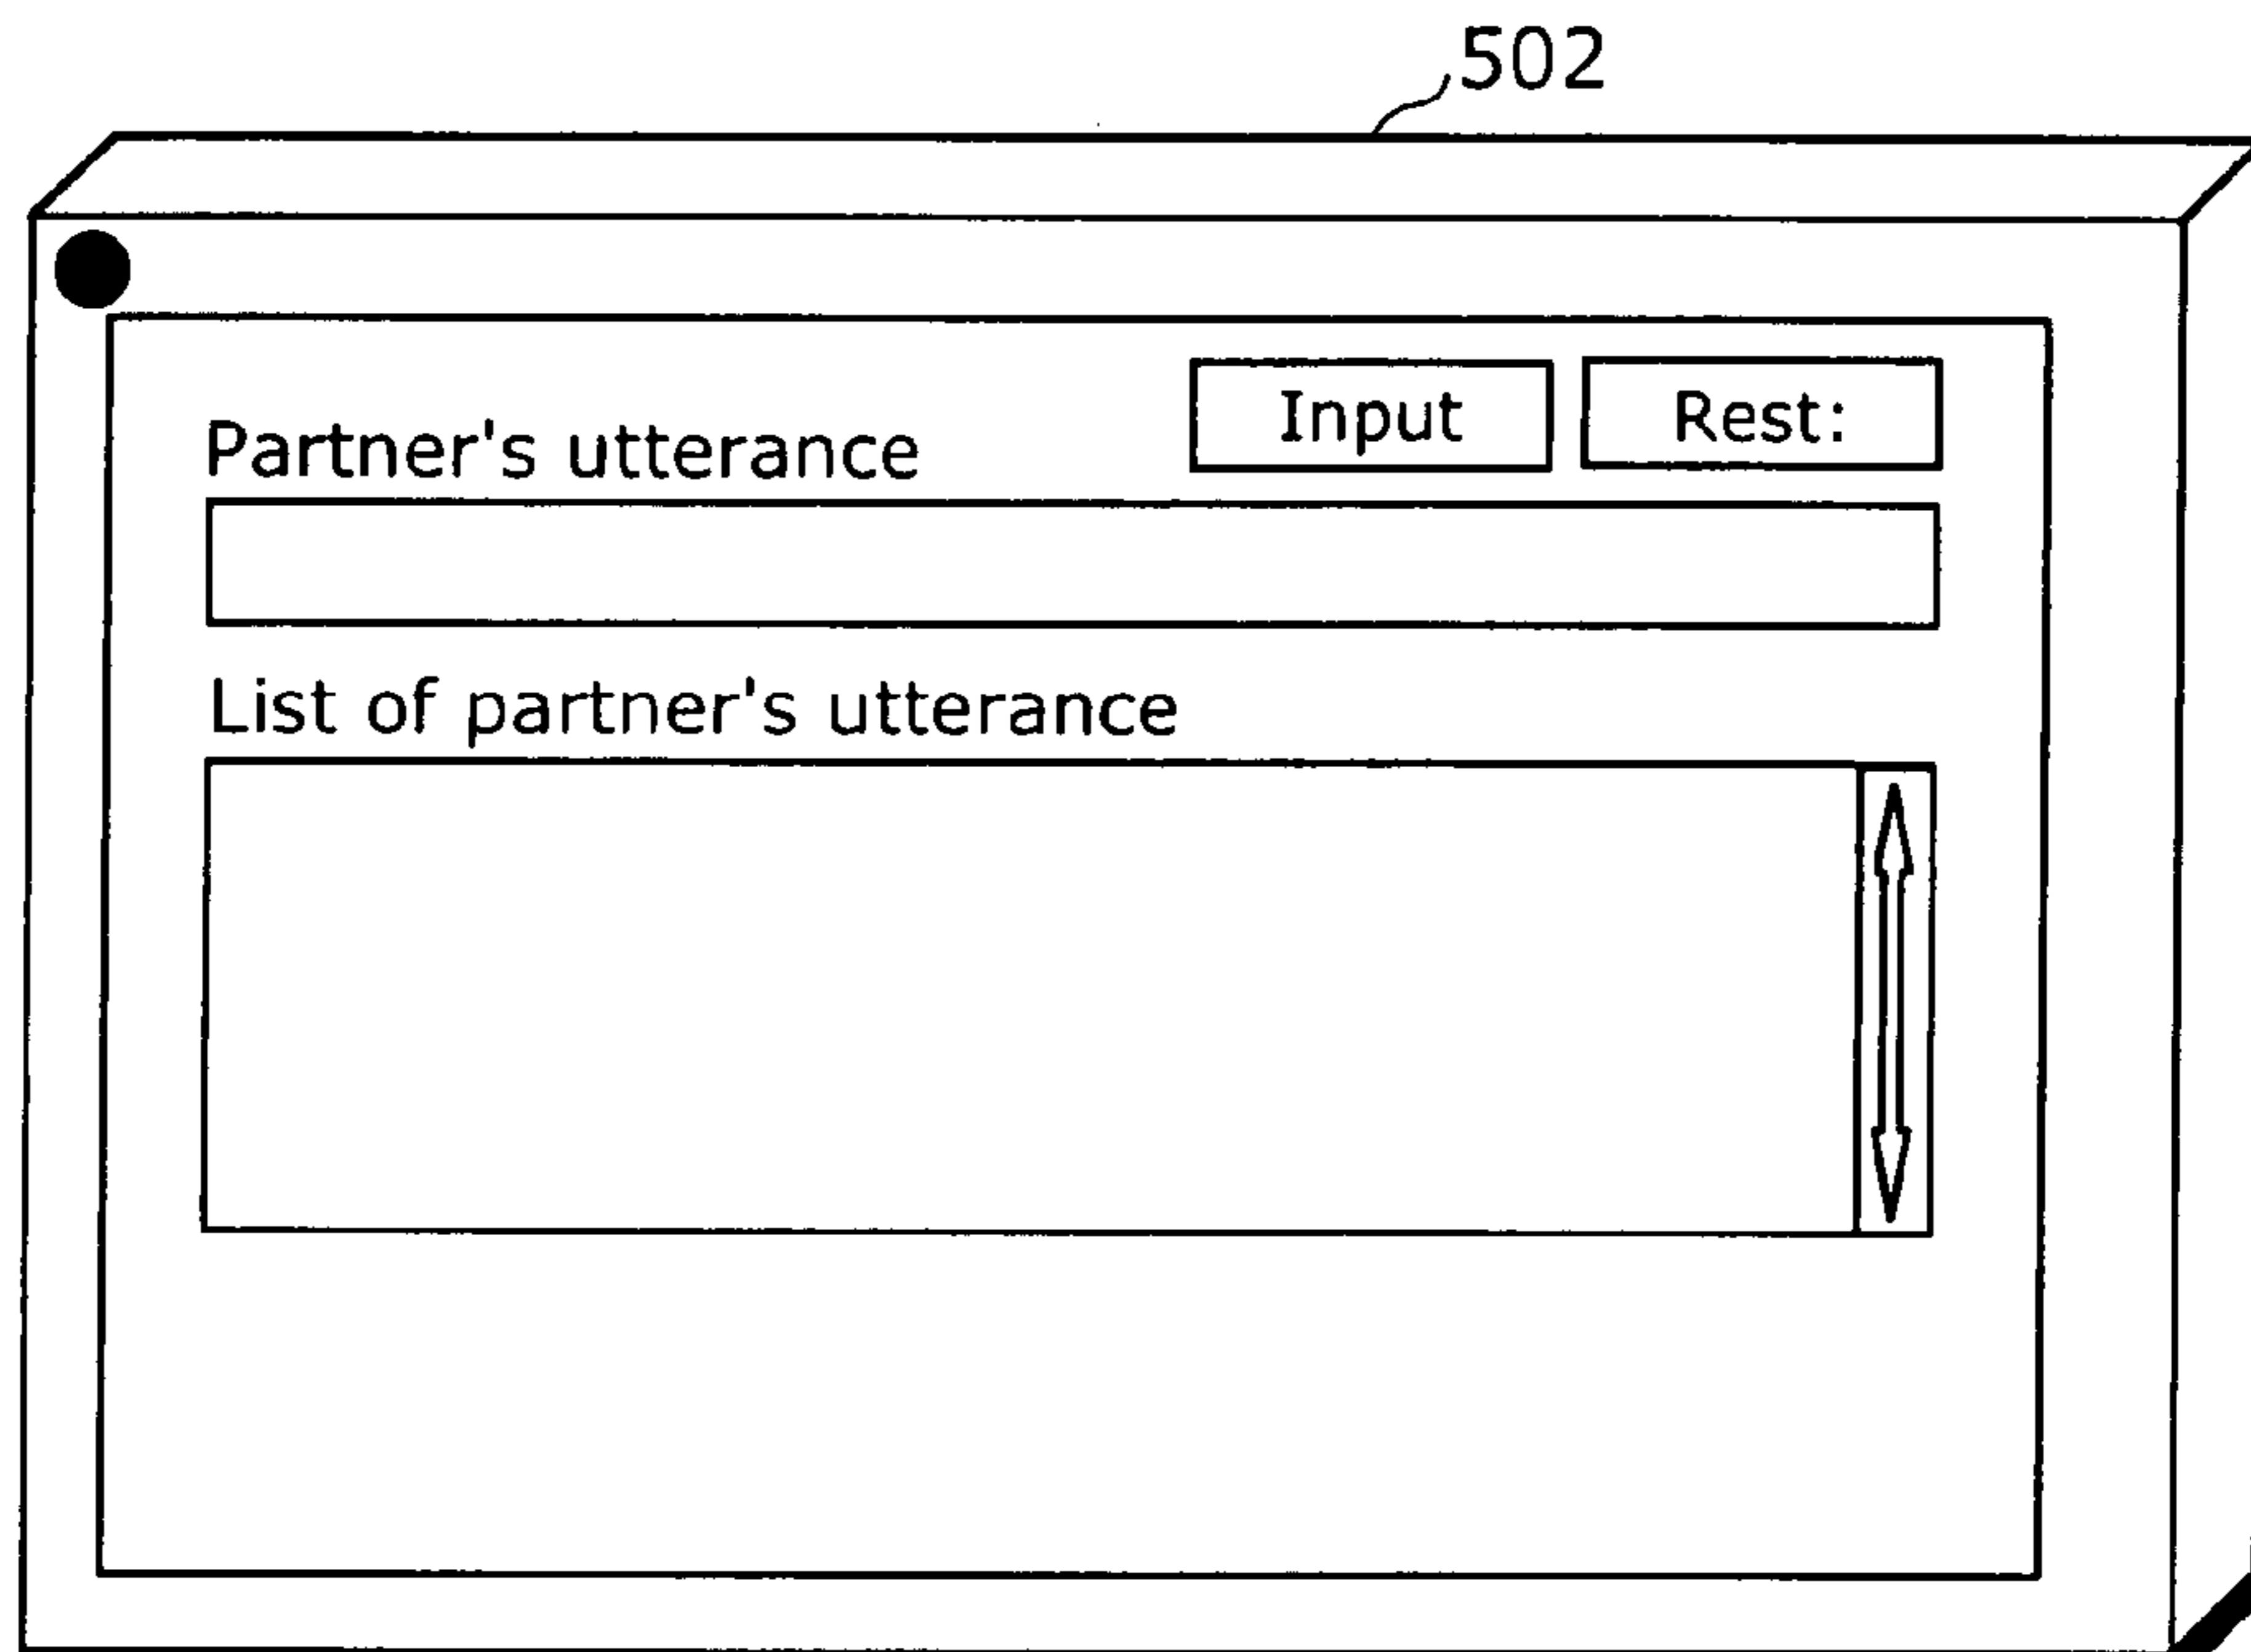 502
Input
Rest:
Partner's utterance
List of partner's utterance